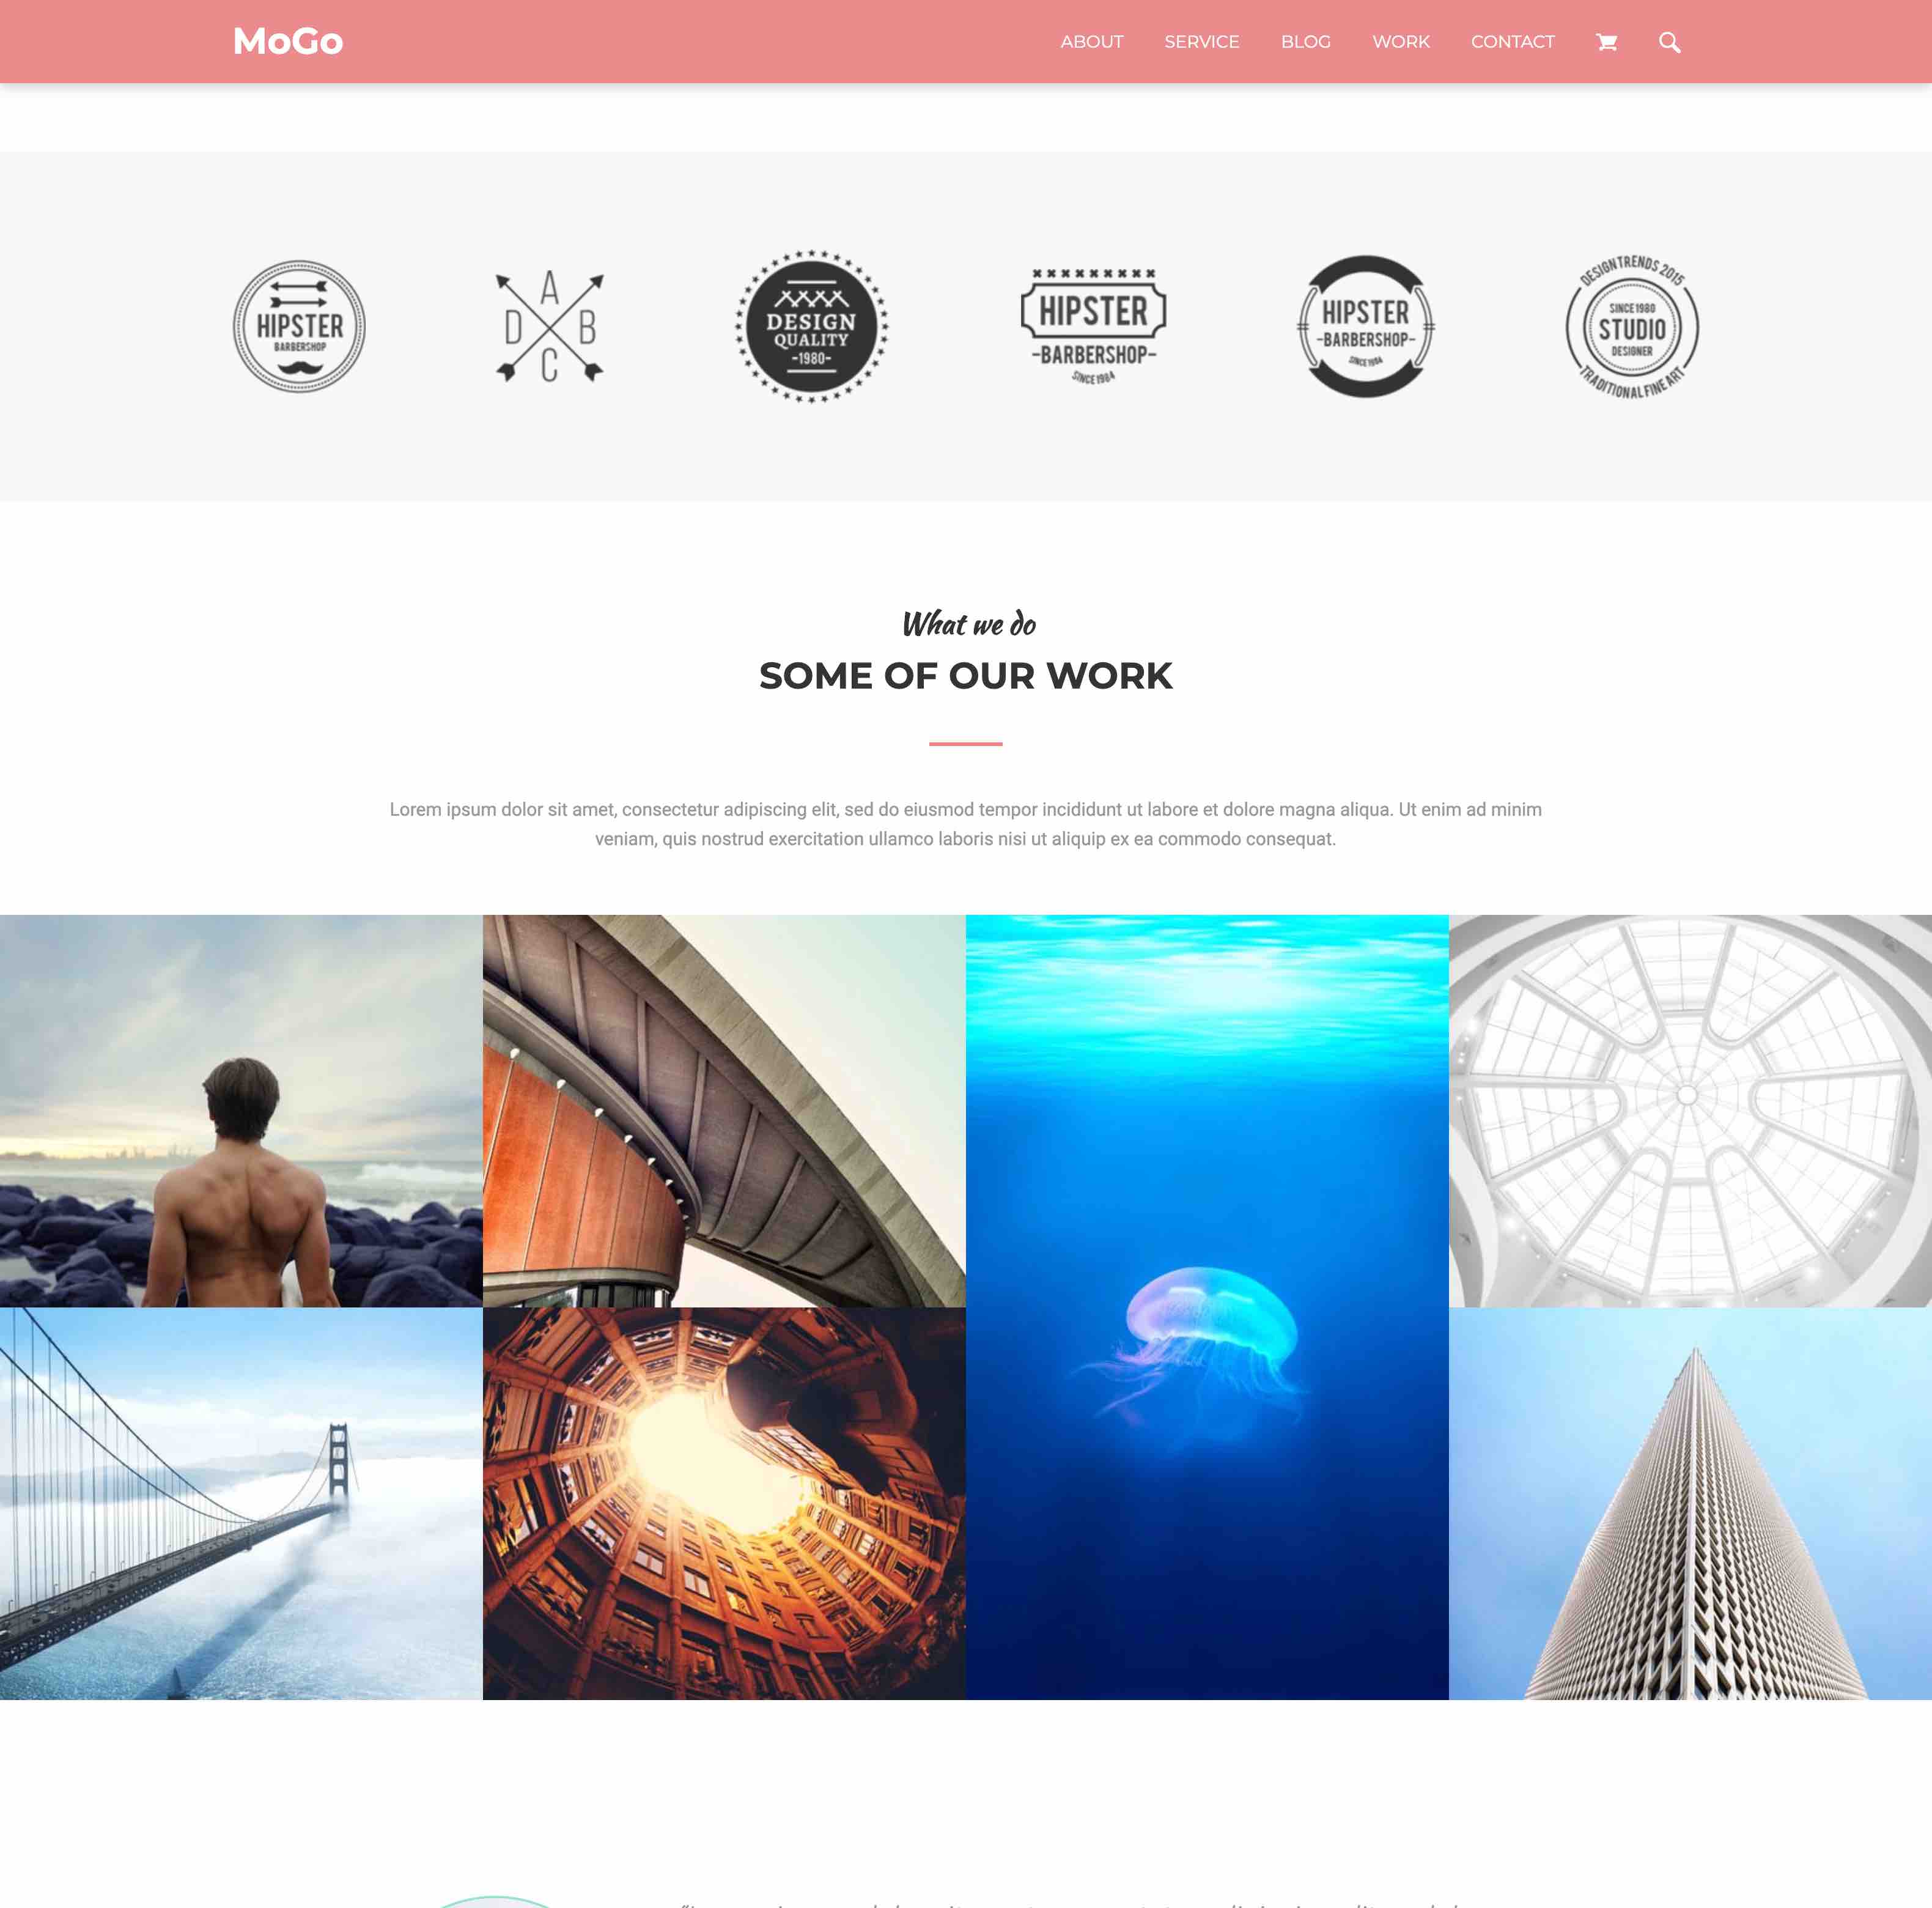 MoGo
ABOUT SERVICE BLOG WORK CONTACT
HIPSTER
BARBERSHOP
A
D B
C
DESIGN
QUALITY
-1980-
HIPSTER
-BARBERSHOP-
SINCE 1984
HIPSTER
-BARBERSHOP-
SINCE 1984
DESIGN TRENDS 2015
SINCE 1980
STUDIO
DESIGNER
TRADITIONAL FINE ART
What we do
SOME OF OUR WORK
Lorem ipsum dolor sit amet, consectetur adipiscing elit, sed do eiusmod tempor incididunt ut labore et dolore magna aliqua. Ut enim ad minim
veniam, quis nostrud exercitation ullamco laboris nisi ut aliquip ex ea commodo consequat.